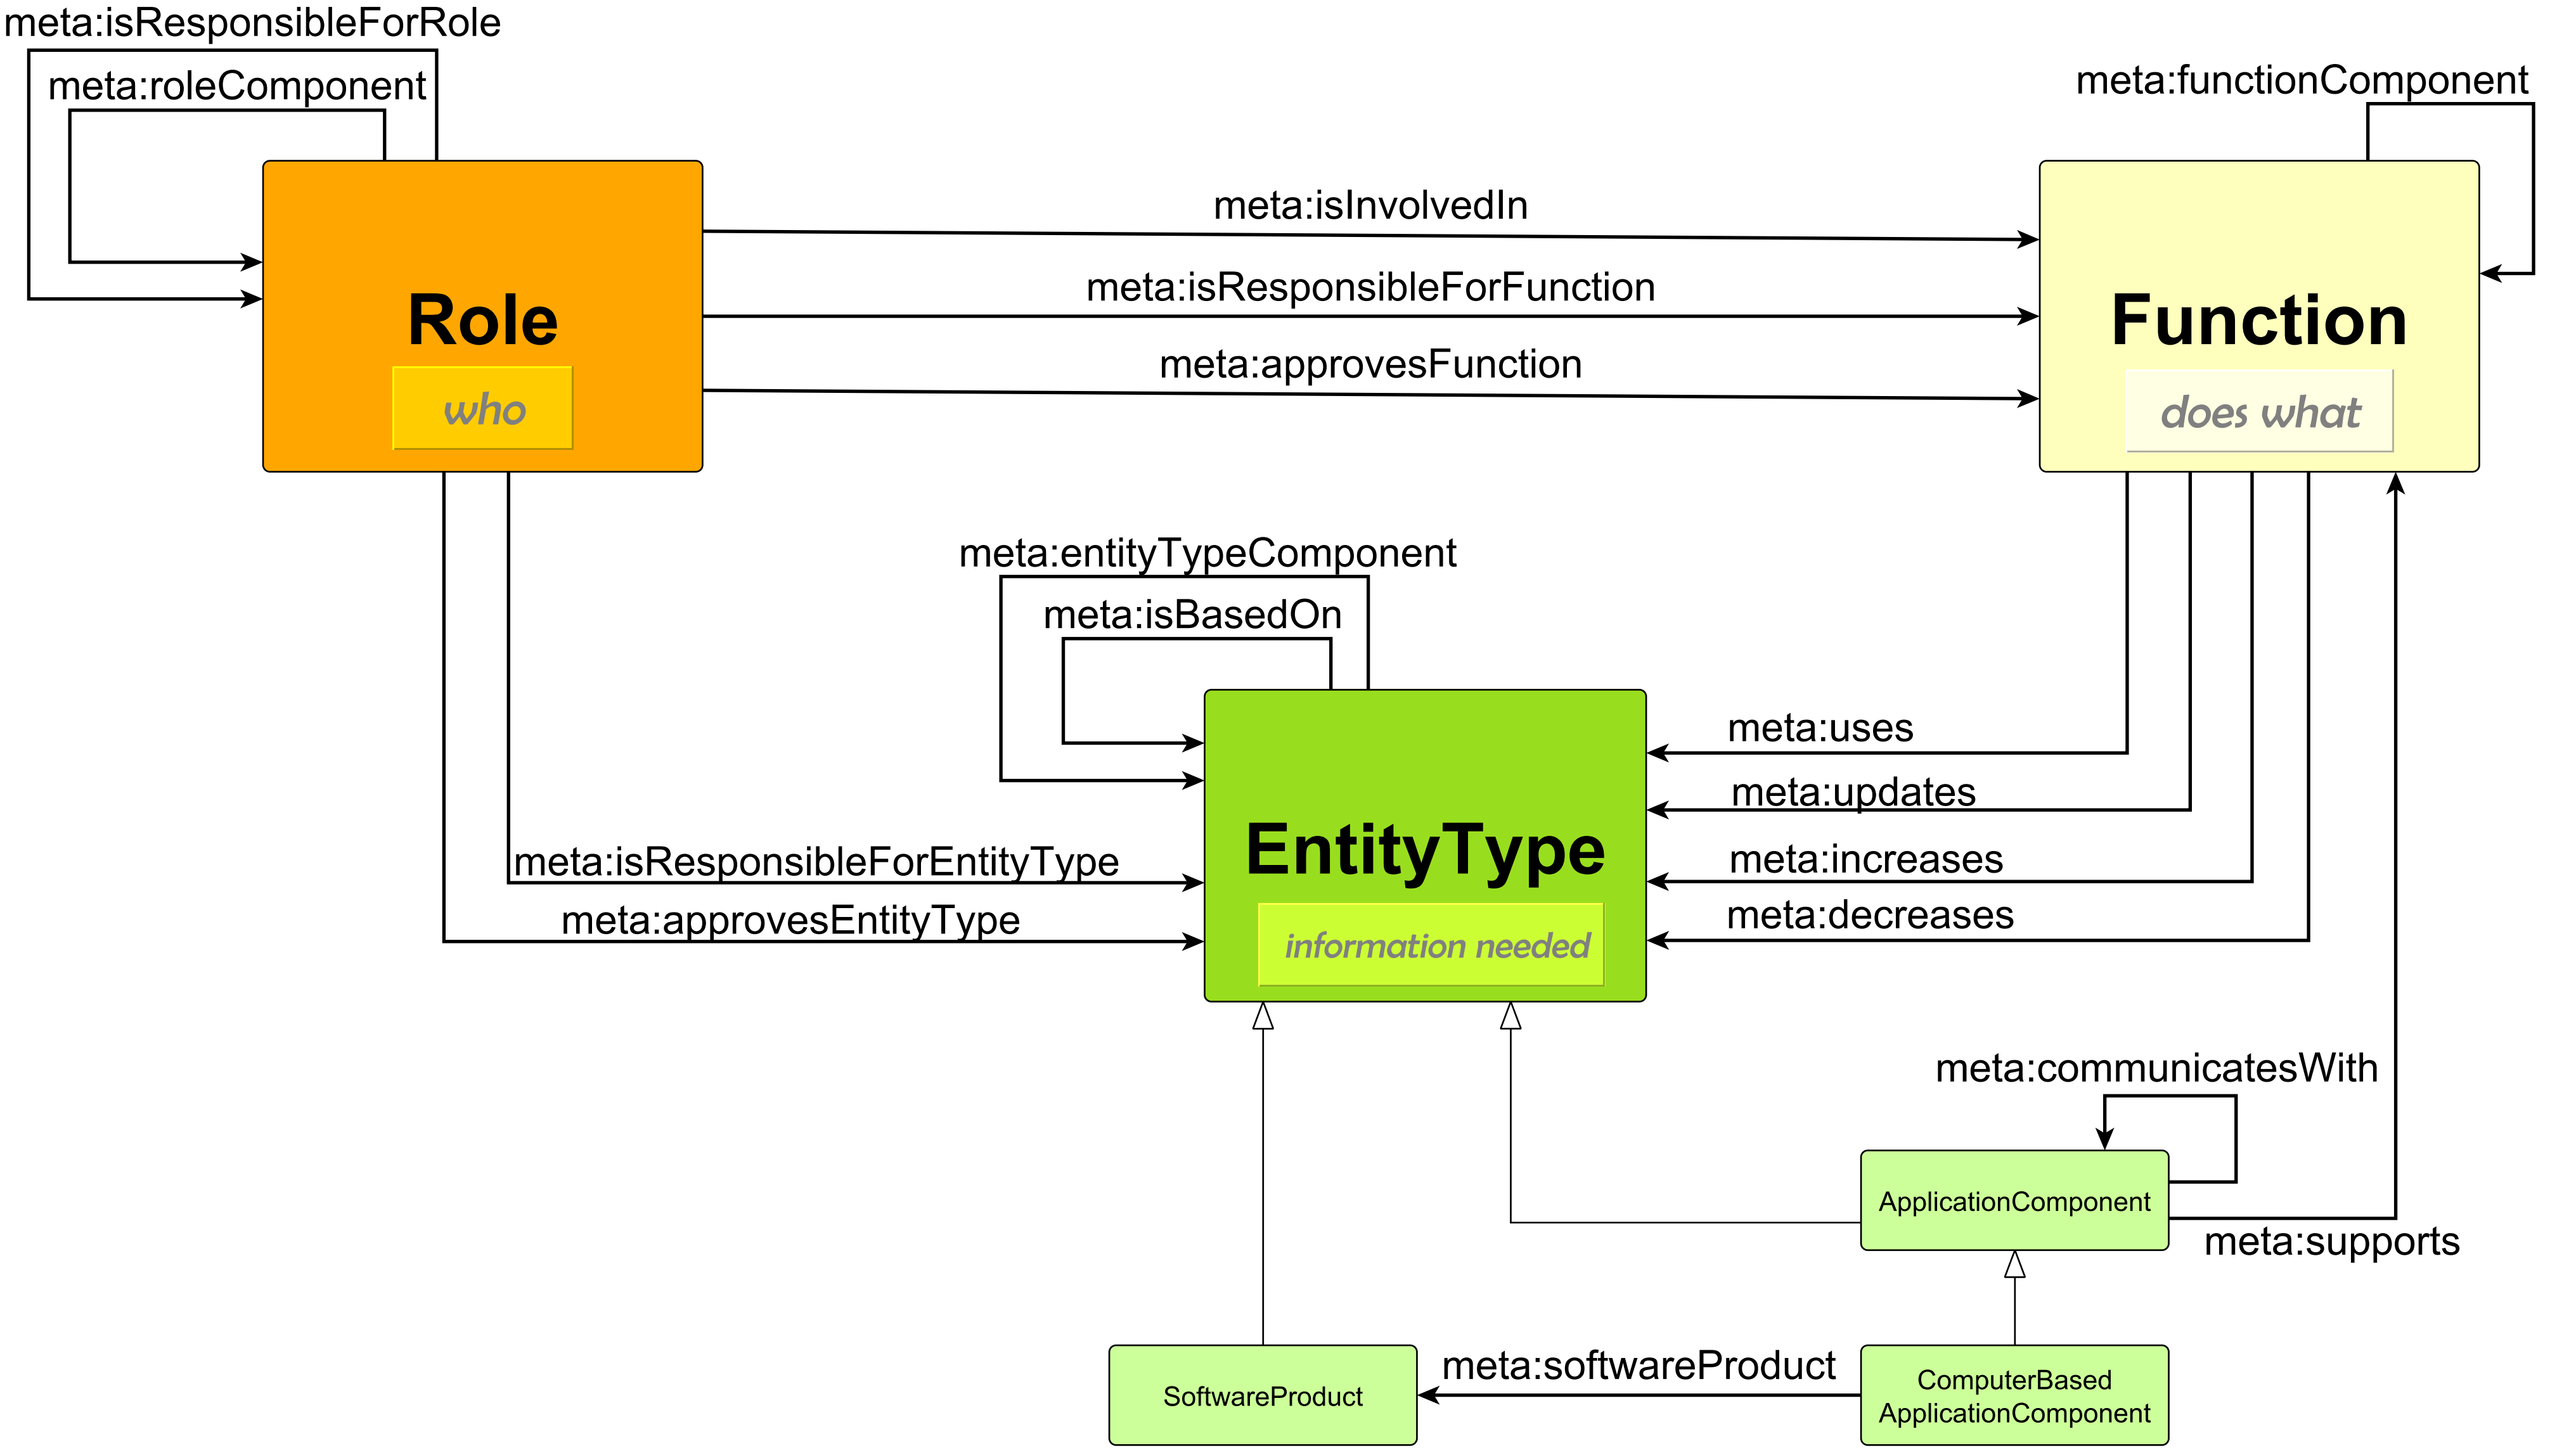 meta:isResponsibleForRole
meta:roleComponent
meta:functionComponent
meta:isInvolvedIn
meta:isResponsibleForFunction
Role
Function
meta:approvesFunction
who
does what
meta:entityTypeComponent
meta:isBasedOn
meta:uses
meta:updates
EntityType
meta:isResponsibleForEntityType
meta:increases
meta:approvesEntityType
meta:decreases
information needed
meta:communicatesWith
ApplicationComponent
meta:supports
meta:softwareProduct
SoftwareProduct
ComputerBased
ApplicationComponent